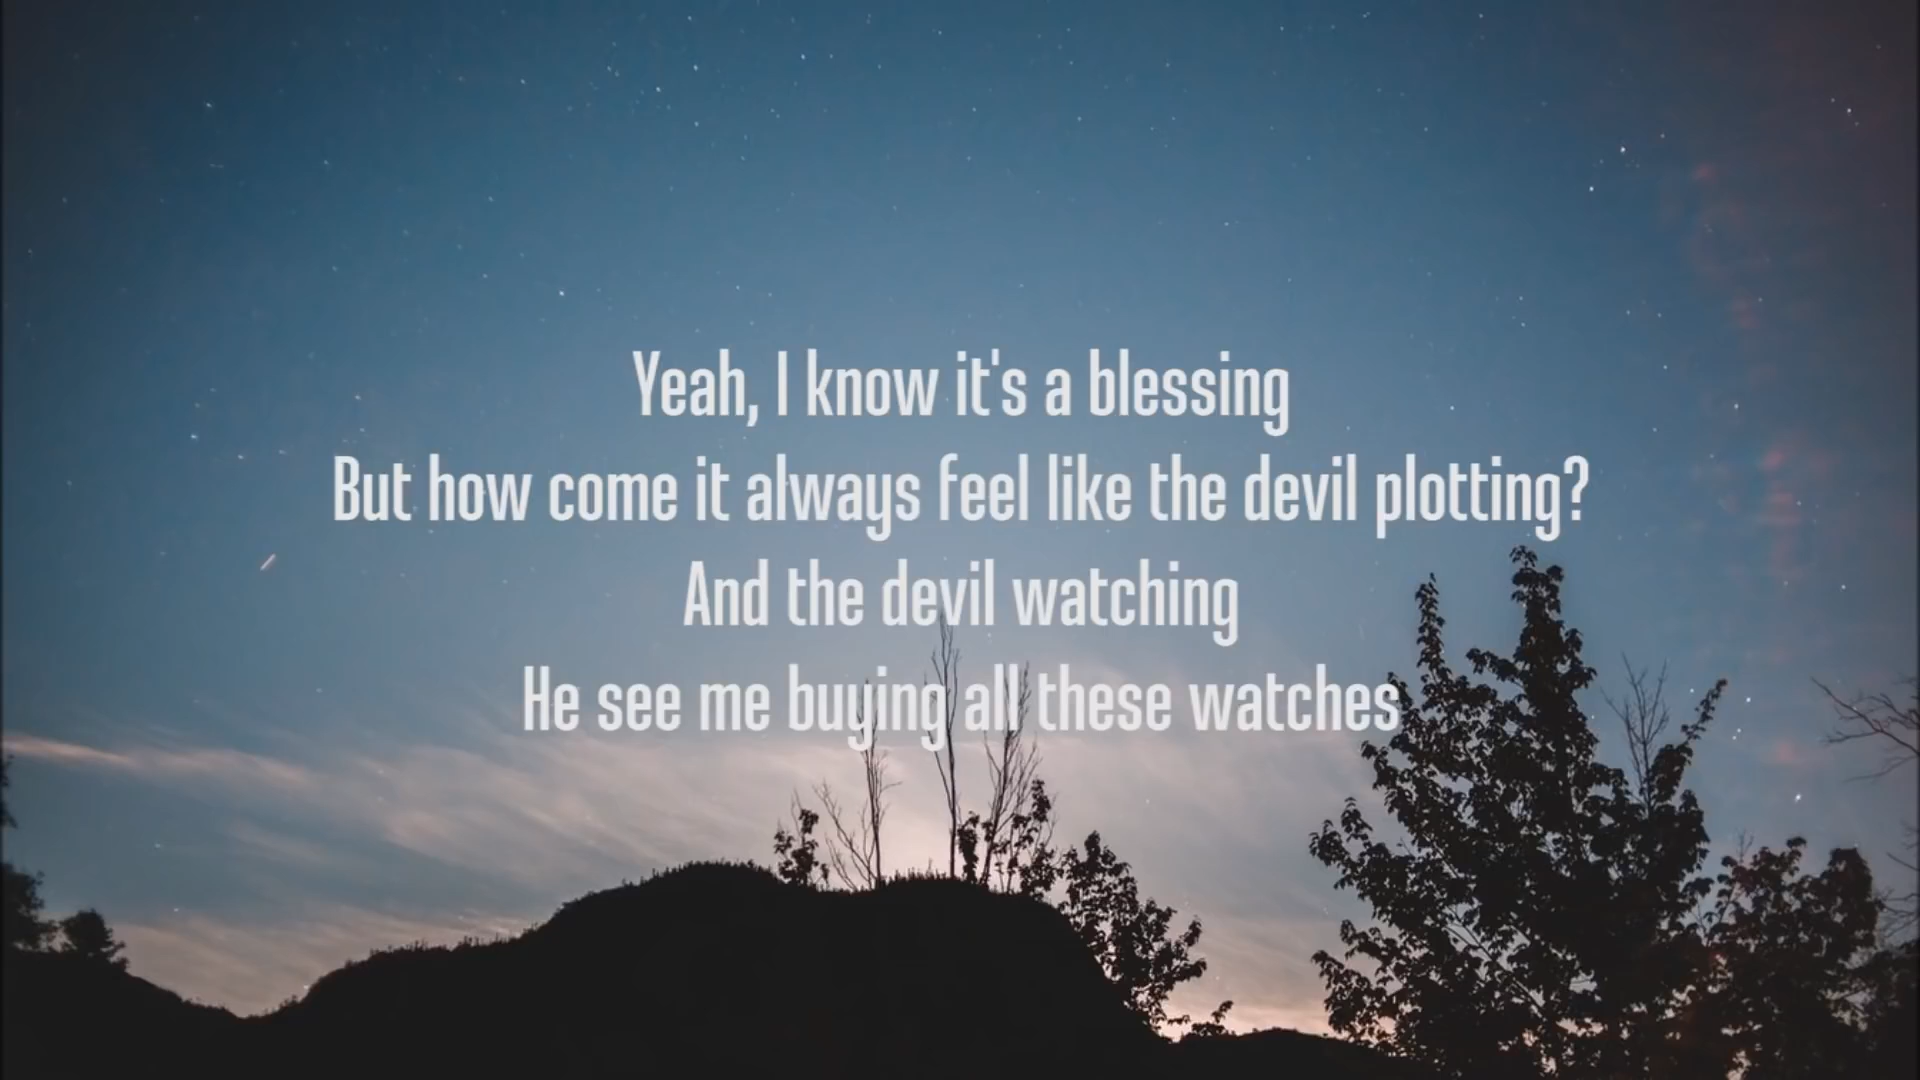 Yeah, I know it's a blessing
But how come it always feel like the devil plotting?
And the devil watching
He see me buying all these watches